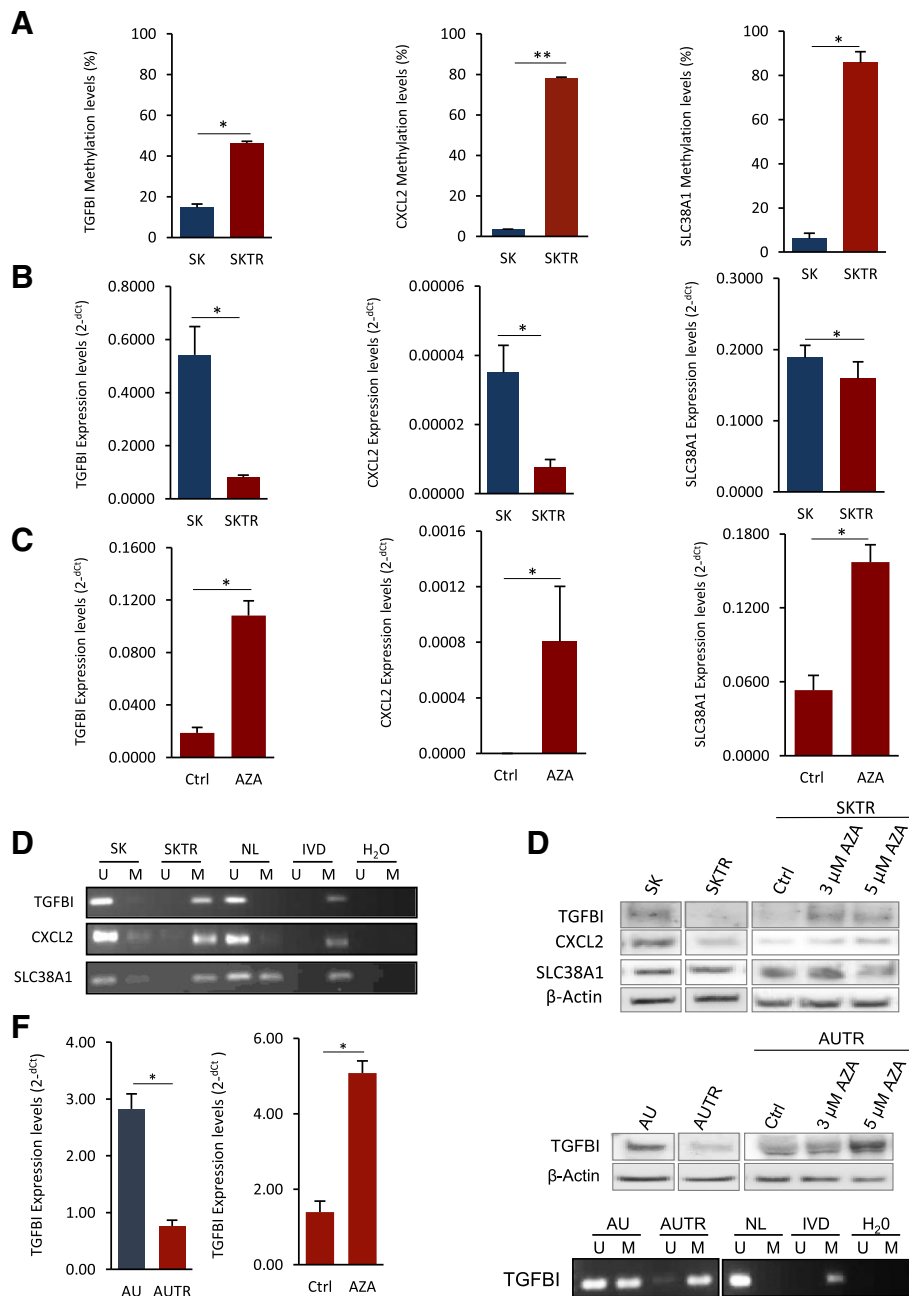 A
TGFBI Methylation levels (%)
100
80
60
40
20
0
*
SK SKTR
CXCL2 Methylation levels (%)
100
80
60
40
20
0
**
SK SKTR
SLC38A1 Methylation levels (%)
100
80
60
40
20
0
*
SK SKTR
B
TGFBI Expression levels (2-dCt)
0.8000
0.6000
0.4000
0.2000
0.0000
*
SK SKTR
CXCL2 Expression levels (2-dCt)
0.00006
0.00004
0.00002
0.00000
*
SK SKTR
SLC38A1 Expression levels (2-dCt)
0.3000
0.2000
0.1000
0.0000
*
SK SKTR
C
TGFBI Expression levels (2-dCt)
0.1600
0.1200
0.0800
0.0400
0.0000
*
Ctrl AZA
CXCL2 Expression levels (2-dCt)
0.0016
0.0012
0.0008
0.0004
0.0000
*
Ctrl AZA
SLC38A1 Expression levels (2-dCt)
0.1800
0.1200
0.0600
0.0000
*
Ctrl AZA
D
SK SKTR NL IVD H2O
U M U M U M U M U M
TGFBI
CXCL2
SLC38A1
D
SKTR
SK SKTR Ctrl 3 µM AZA 5 µM AZA
TGFBI
CXCL2
SLC38A1
β-Actin
AUTR
AU AUTR Ctrl 3 µM AZA 5 µM AZA
TGFBI
β-Actin
AU AUTR NL IVD H20
U M U M U M U M U M
TGFBI
F
TGFBI Expression levels (2-dCt)
4.00
3.00
2.00
1.00
0.00
*
AU AUTR
TGFBI Expression levels (2-dCt)
6.00
4.00
2.00
0.00
*
Ctrl AZA